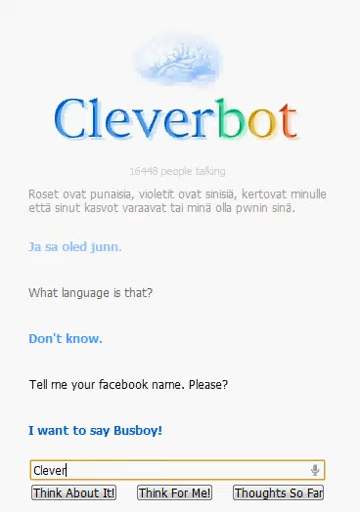 Cleverbot
16448 people talking
Roset ovat punaisia, violetit ovat sinisiä, kertovat minulle
että sinut kasvot varaavat tai minä olla pwnin sinä.
Ja sa oled junn.
What language is that?
Don't know.
Tell me your facebook name. Please?
I want to say Busboy!
Clever
Think About It! Think For Me! Thoughts So Far